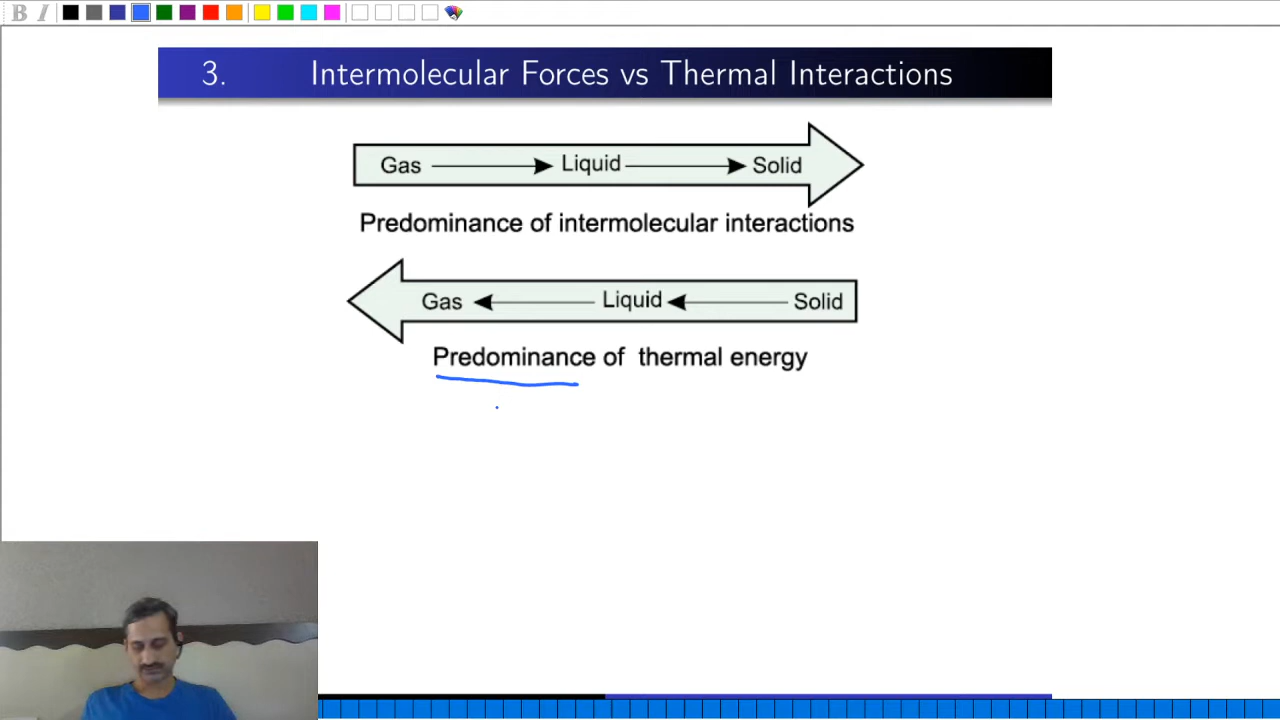 B I
3. Intermolecular Forces vs Thermal Interactions
Gas Liquid Solid
Predominance of intermolecular interactions
Gas Liquid Solid
Predominance of thermal energy